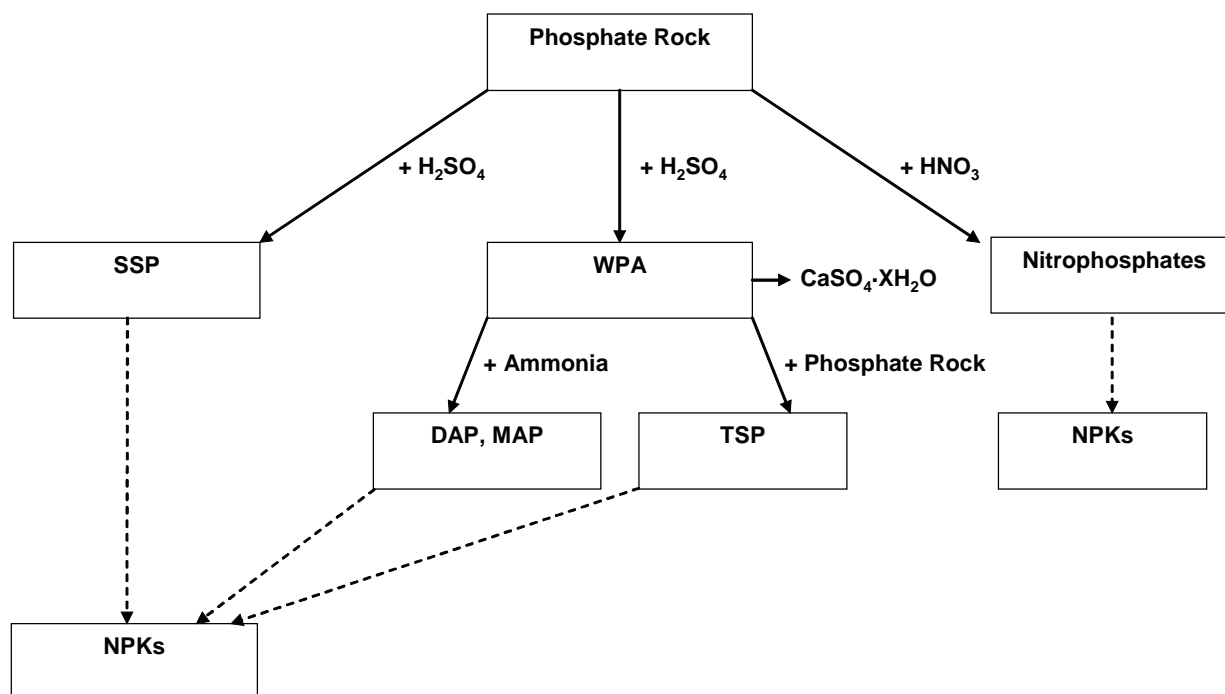 Phosphate Rock
+ H₂SO₄
+ H₂SO₄
+ HNO₃
SSP
WPA
CaSO₄·XH₂O
Nitrophosphates
+ Ammonia
+ Phosphate Rock
DAP, MAP
TSP
NPKs
NPKs